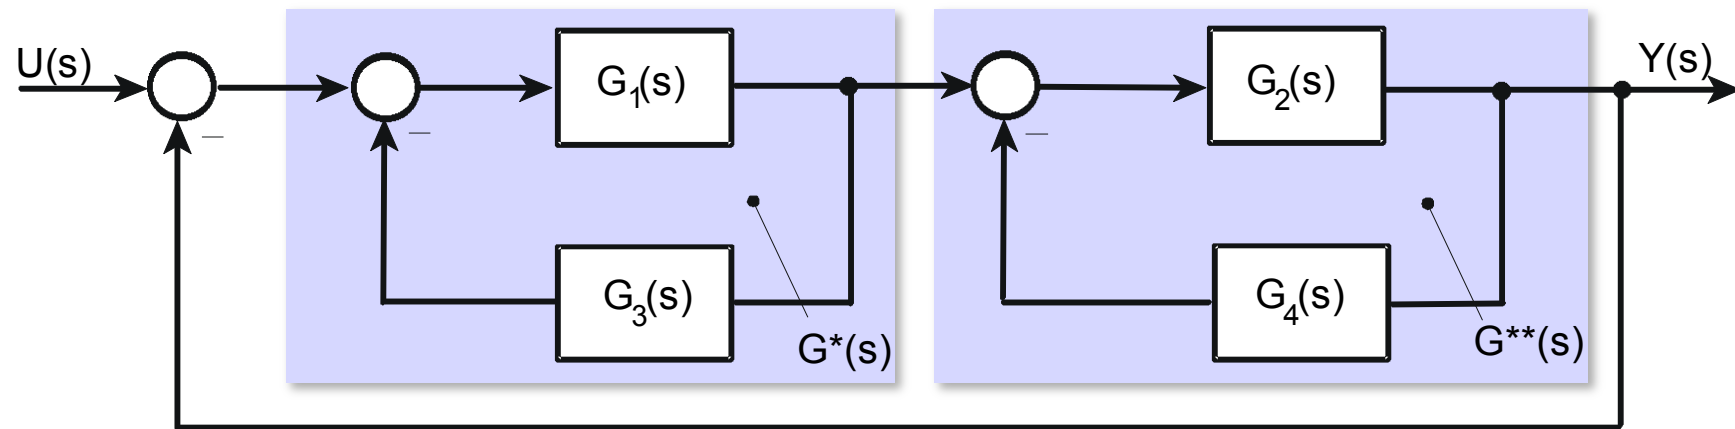 U(s)
G₁(s)
G₂(s)
Y(s)
–
–
–
G₃(s)
G₄(s)
G*(s)
G**(s)